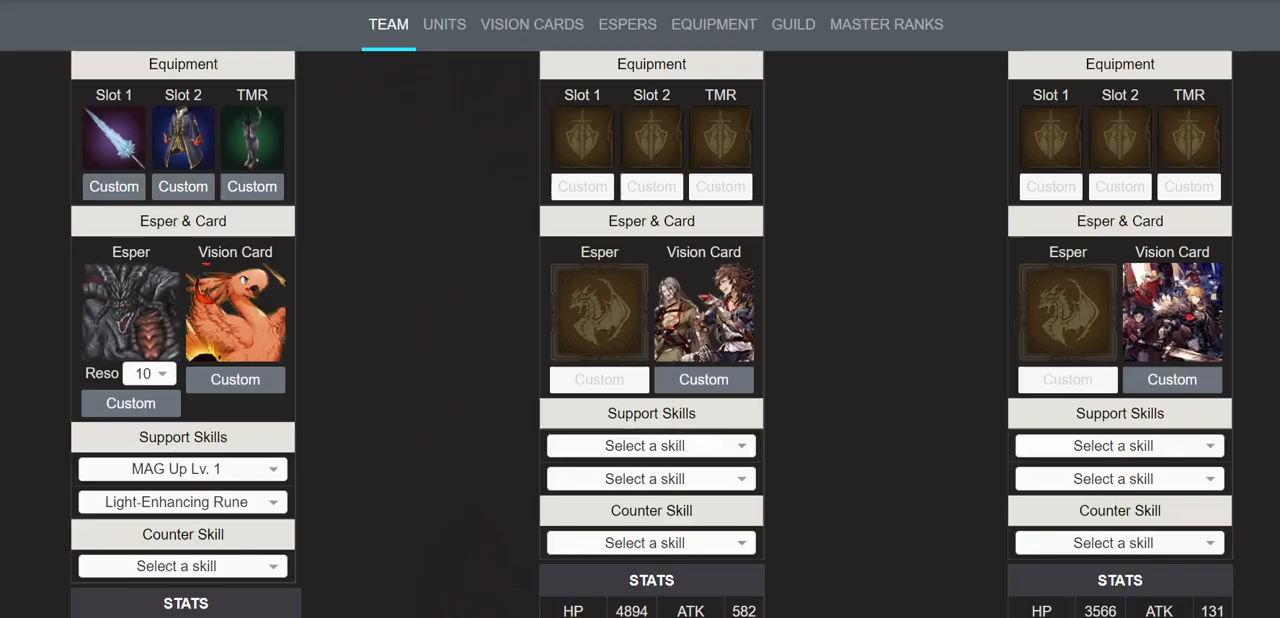 TEAM UNITS VISION CARDS ESPERS EQUIPMENT GUILD MASTER RANKS
Equipment
Slot 1 Slot 2 TMR
Custom Custom Custom
Esper & Card
Esper Vision Card
Reso 10
Custom
Custom
Support Skills
MAG Up Lv. 1
Light-Enhancing Rune
Counter Skill
Select a skill
STATS
Equipment
Slot 1 Slot 2 TMR
Custom Custom Custom
Esper & Card
Esper Vision Card
Custom Custom
Support Skills
Select a skill
Select a skill
Counter Skill
Select a skill
STATS
HP 4894 ATK 582
Equipment
Slot 1 Slot 2 TMR
Custom Custom Custom
Esper & Card
Esper Vision Card
Custom Custom
Support Skills
Select a skill
Select a skill
Counter Skill
Select a skill
STATS
HP 3566 ATK 131